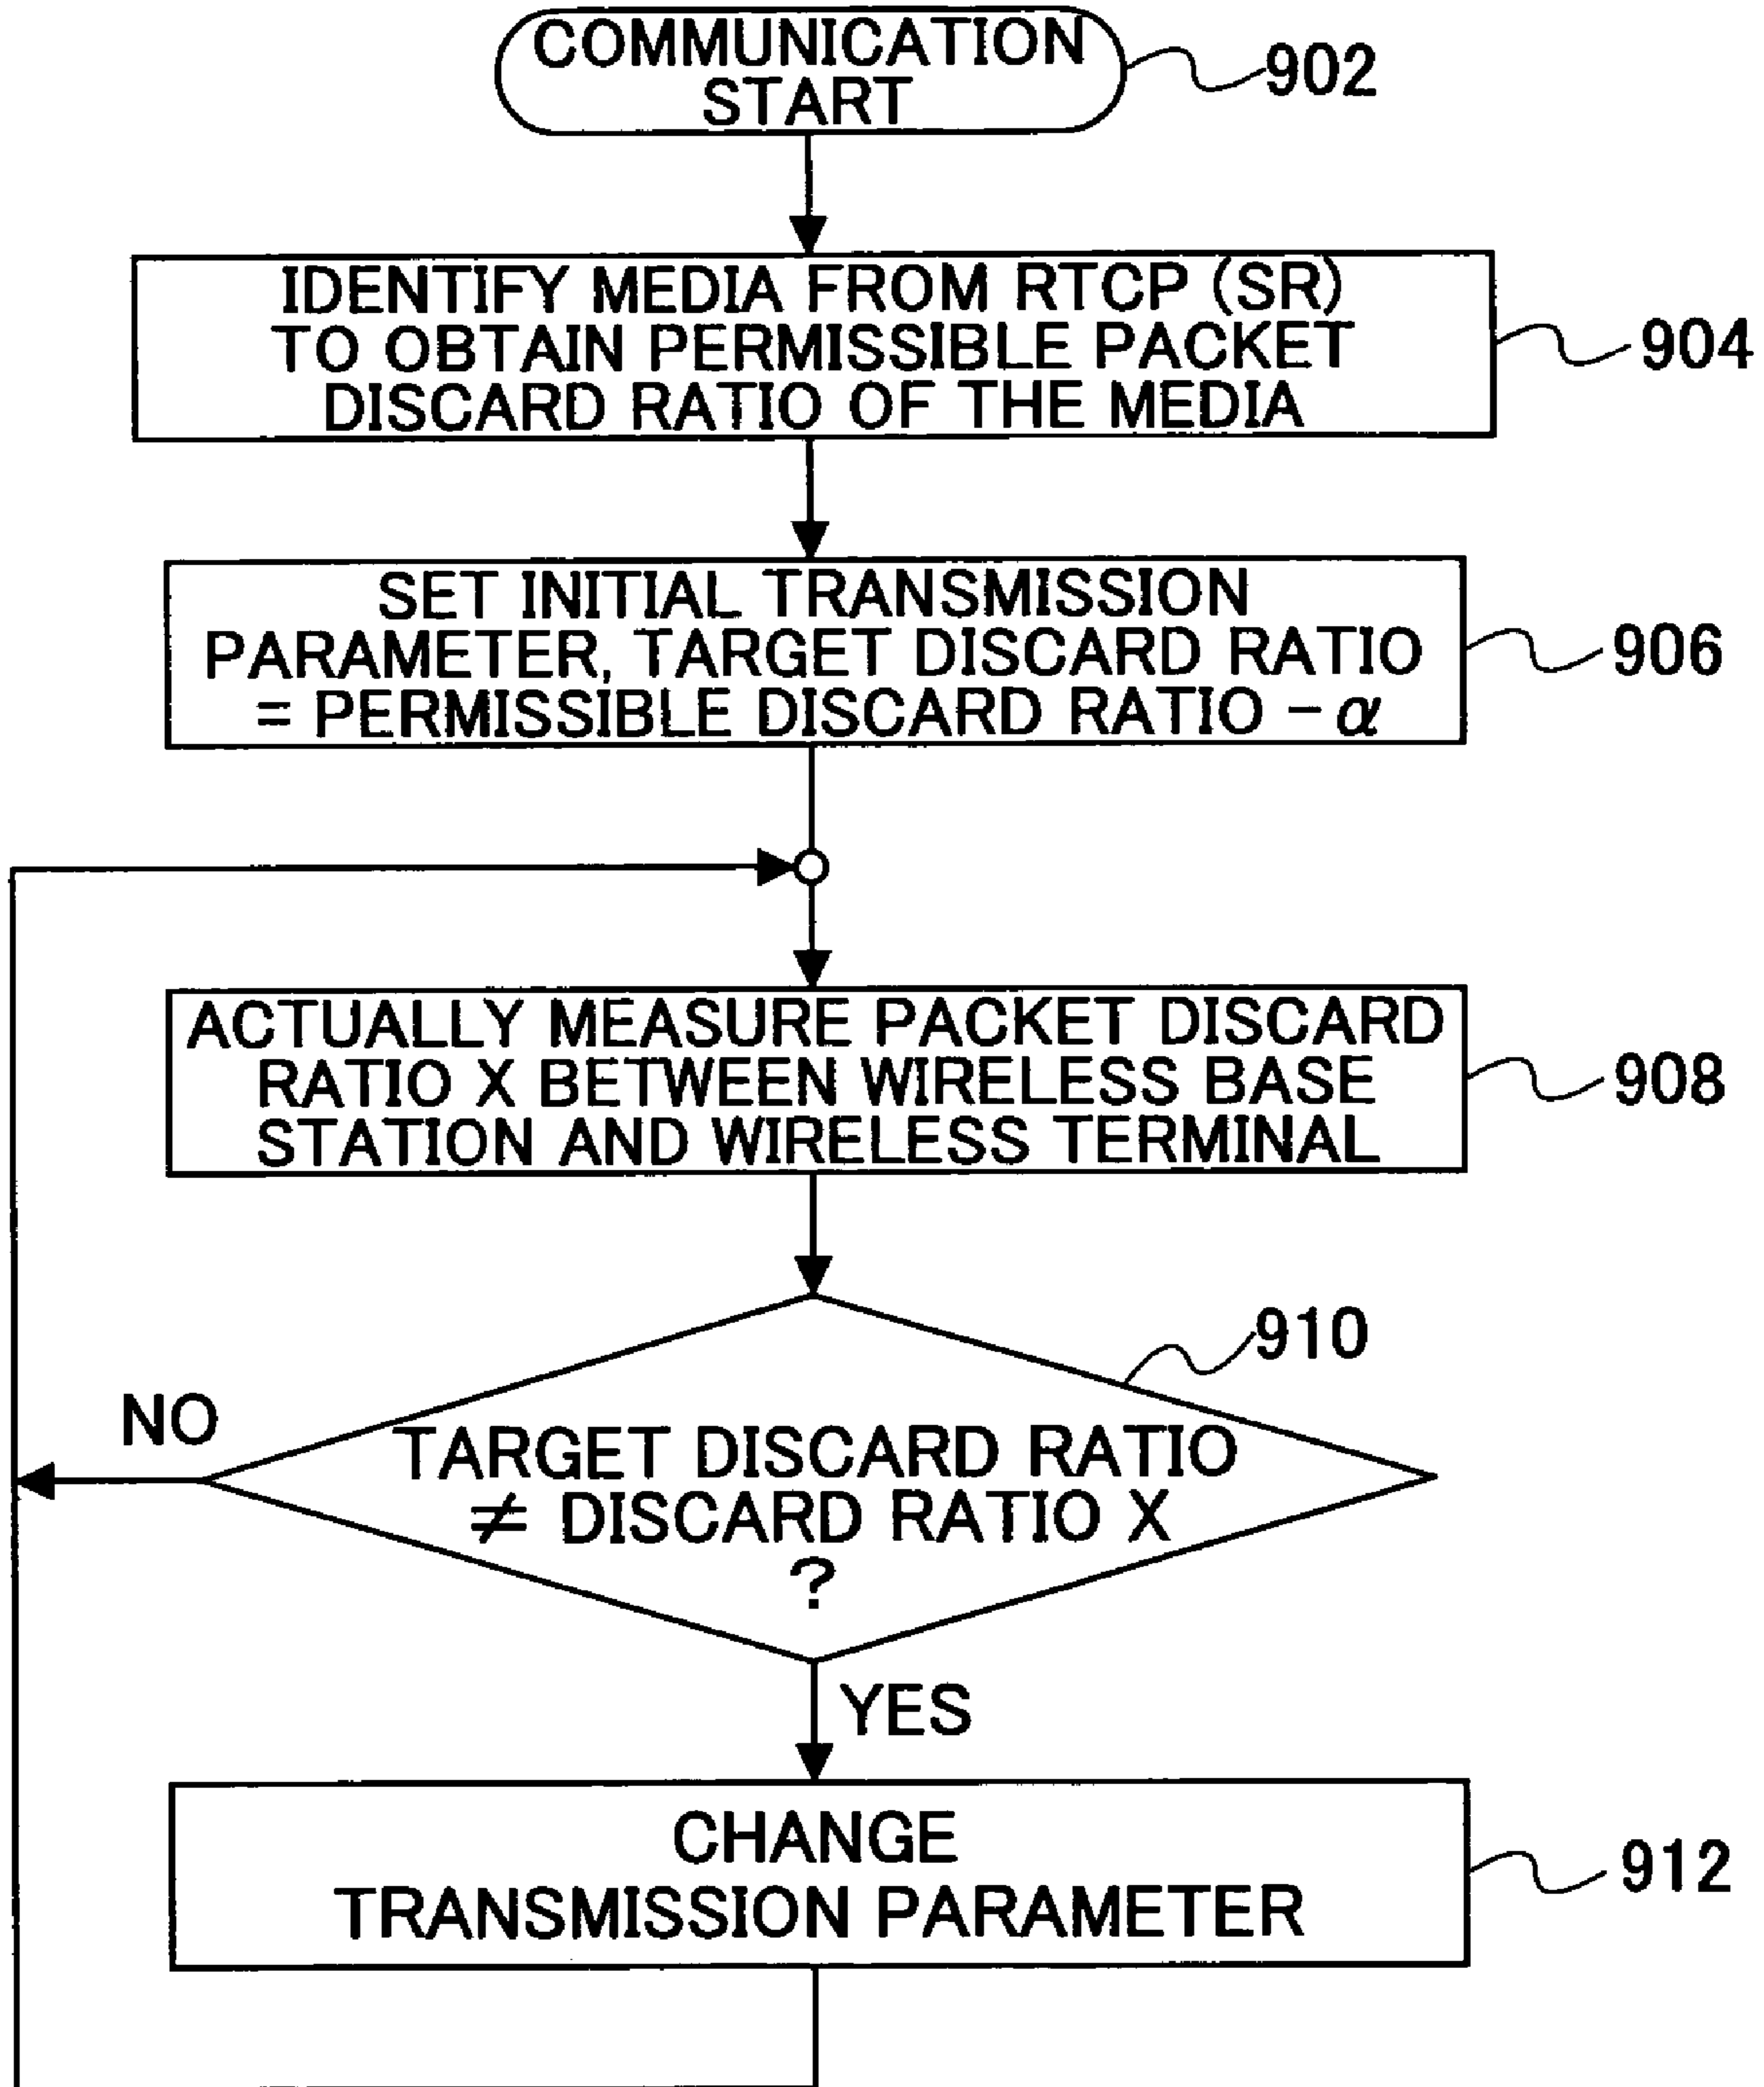 COMMUNICATION
START
902
IDENTIFY MEDIA FROM RTCP (SR)
TO OBTAIN PERMISSIBLE PACKET
DISCARD RATIO OF THE MEDIA
904
SET INITIAL TRANSMISSION
PARAMETER, TARGET DISCARD RATIO
= PERMISSIBLE DISCARD RATIO - α
906
ACTUALLY MEASURE PACKET DISCARD
RATIO X BETWEEN WIRELESS BASE
STATION AND WIRELESS TERMINAL
908
910
NO
TARGET DISCARD RATIO
≠ DISCARD RATIO X
?
YES
CHANGE
TRANSMISSION PARAMETER
912